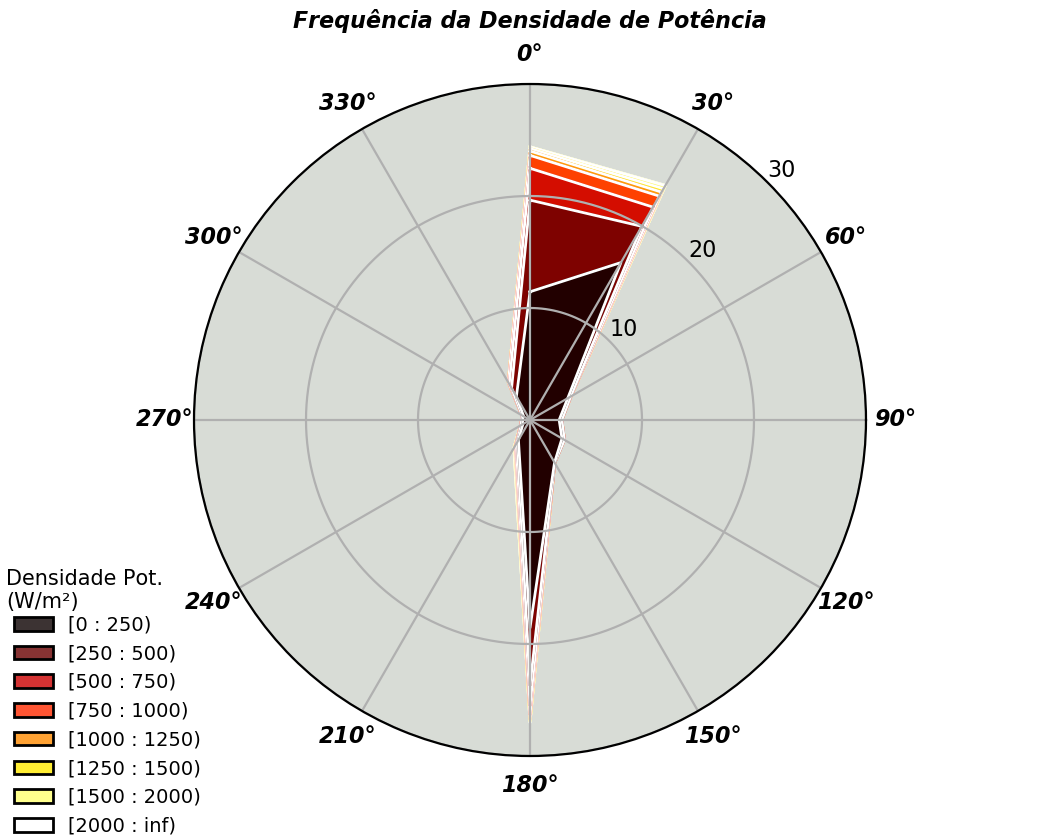 Frequência da Densidade de Potência
0°
330°
30°
30
300°
60°
20
10
270°
90°
Densidade Pot.
(W/m²)
240°
120°
[0 : 250)
[250 : 500)
[500 : 750)
[750 : 1000)
210°
150°
[1000 : 1250)
[1250 : 1500)
180°
[1500 : 2000)
[2000 : inf)